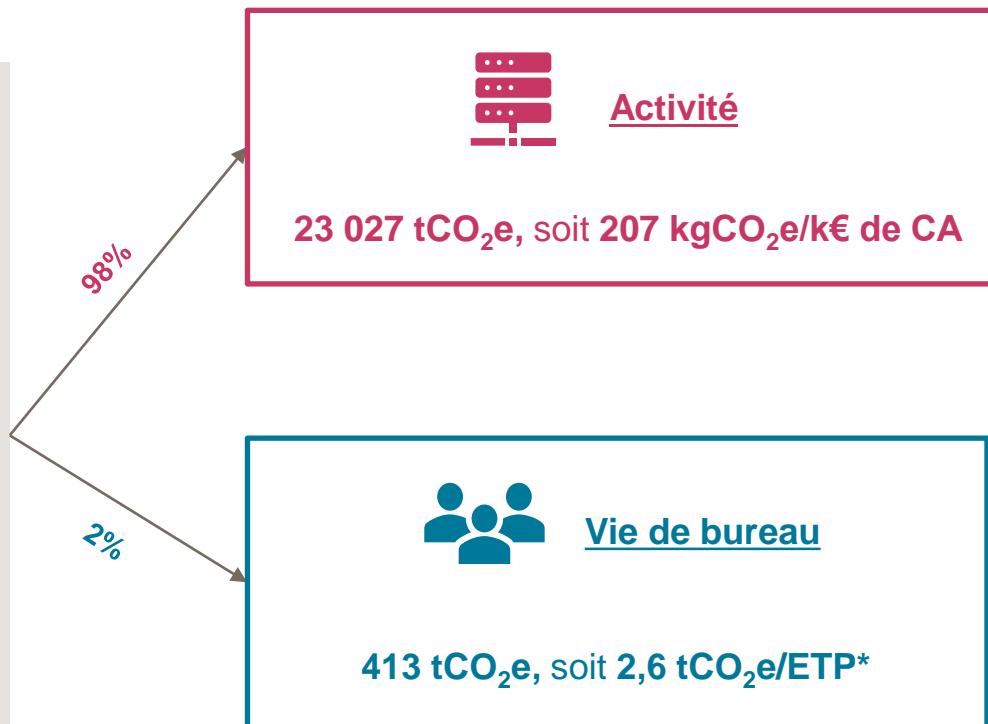 Activité
23 027 tCO₂e, soit 207 kgCO₂e/k€ de CA
98%
2%
Vie de bureau
413 tCO₂e, soit 2,6 tCO₂e/ETP*